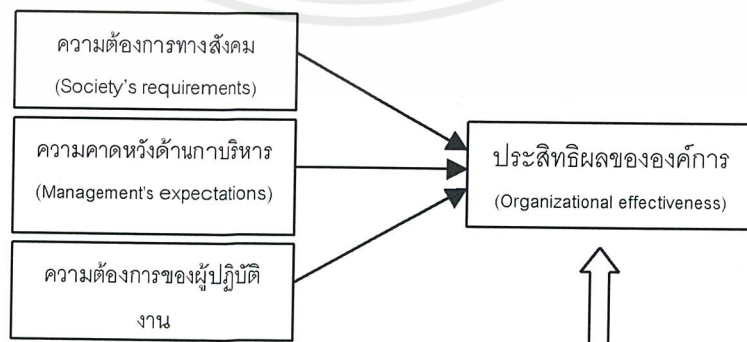 ความต้องการทางสังคม
(Society's requirements)
ความคาดหวังด้านกาบริหาร
(Management's expectations)
ความต้องการของผู้ปฏิบัติ
งาน
ประสิทธิผลขององค์การ
(Organizational effectiveness)